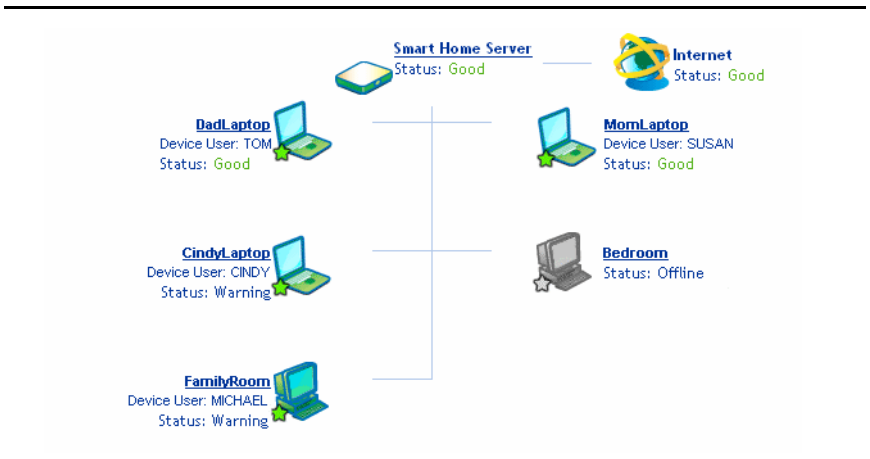 Smart Home Server
Status: Good
Internet
Status: Good
DadLaptop
Device User: TOM
Status: Good
MomLaptop
Device User: SUSAN
Status: Good
CindyLaptop
Device User: CINDY
Status: Warning
Bedroom
Status: Offline
FamilyRoom
Device User: MICHAEL
Status: Warning